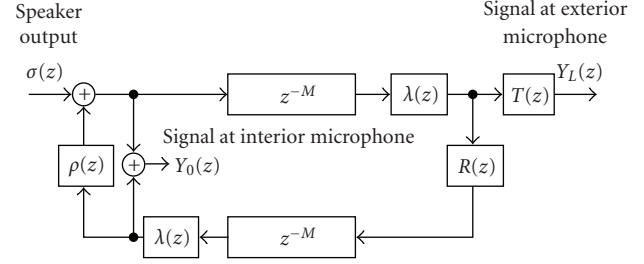 Speaker
output
Signal at exterior
microphone
σ(z)
Y_L(z)
+
z^{-M}
λ(z)
T(z)
Signal at interior microphone
ρ(z)
+
Y_0(z)
R(z)
λ(z)
z^{-M}